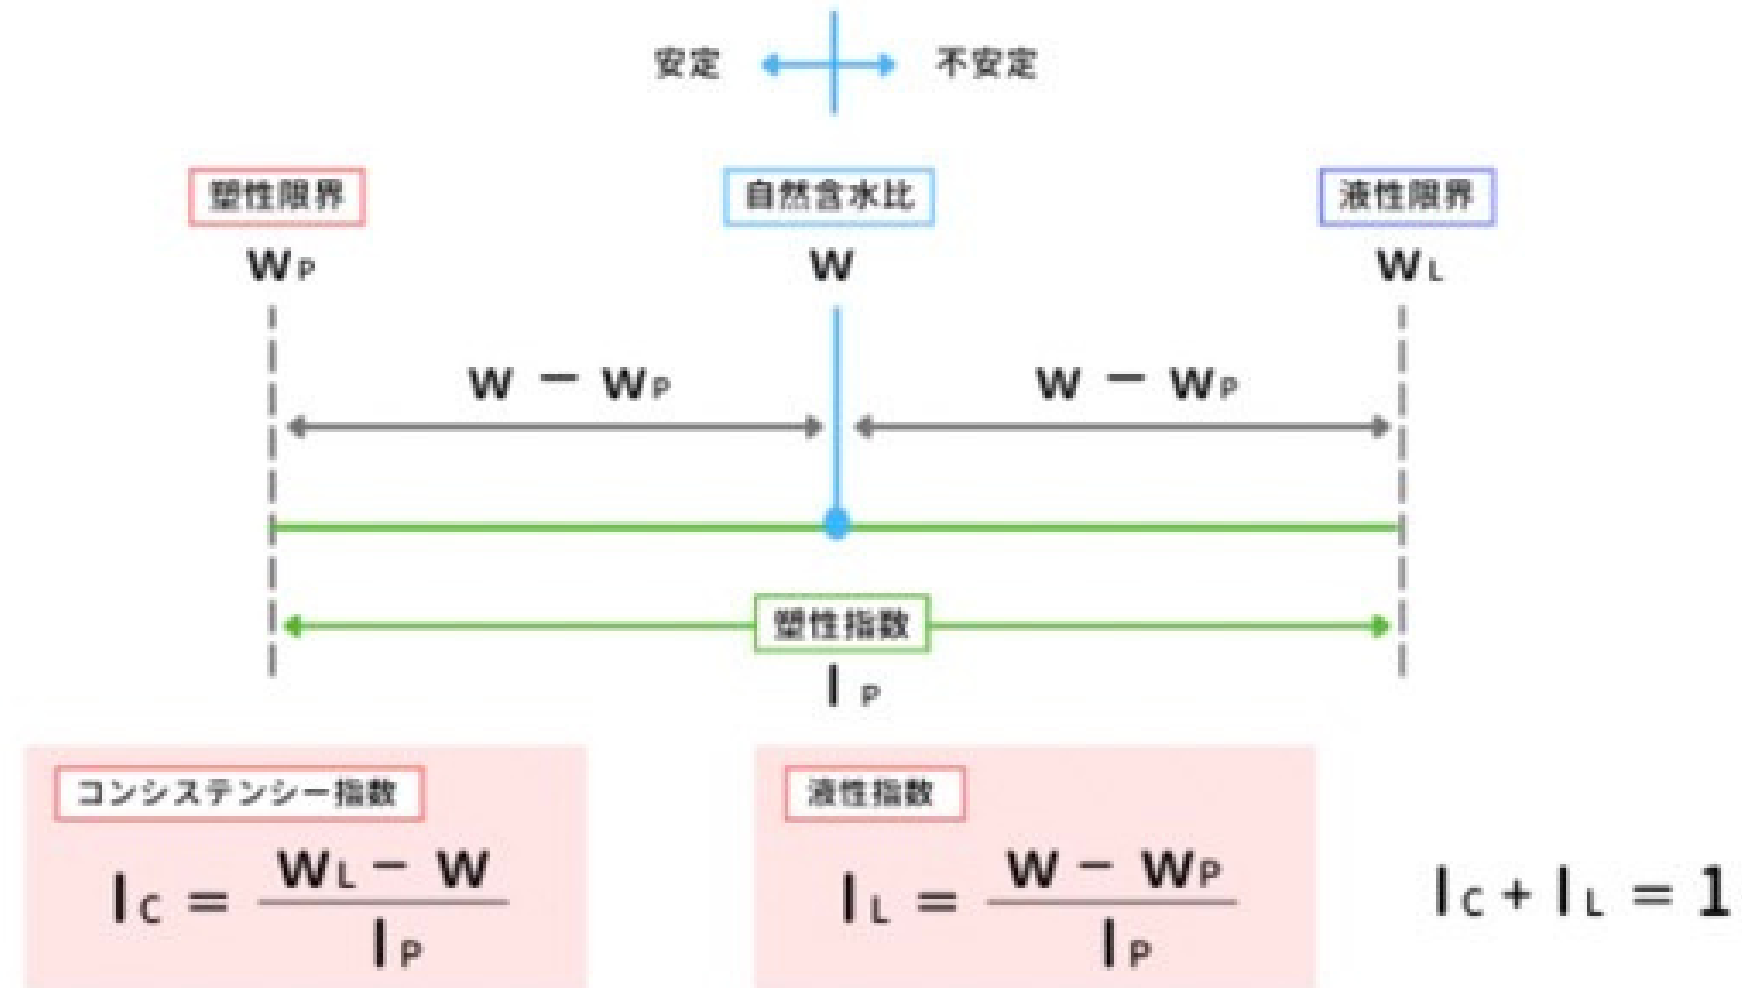 安定 不安定
塑性限界 自然含水比 液性限界
WP W WL
W − WP W − WP
塑性指数
IP
コンシステンシー指数
IC = (WL − W) / IP
液性指数
IL = (W − WP) / IP
IC + IL = 1